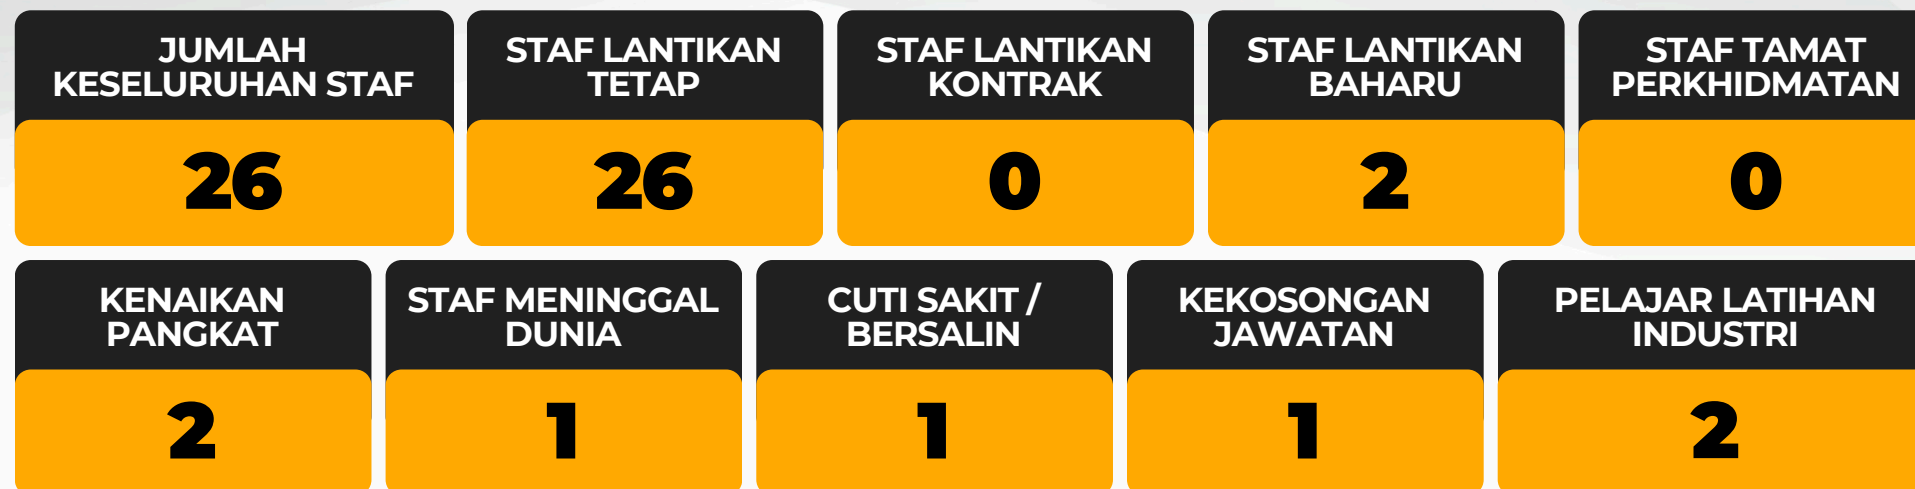 JUMLAH
KESELURUHAN STAF
26
STAF LANTIKAN
TETAP
26
STAF LANTIKAN
KONTRAK
0
STAF LANTIKAN
BAHARU
2
STAF TAMAT
PERKHIDMATAN
0
KENAIKAN
PANGKAT
2
STAF MENINGGAL
DUNIA
1
CUTI SAKIT /
BERSALIN
1
KEKOSONGAN
JAWATAN
1
PELAJAR LATIHAN
INDUSTRI
2